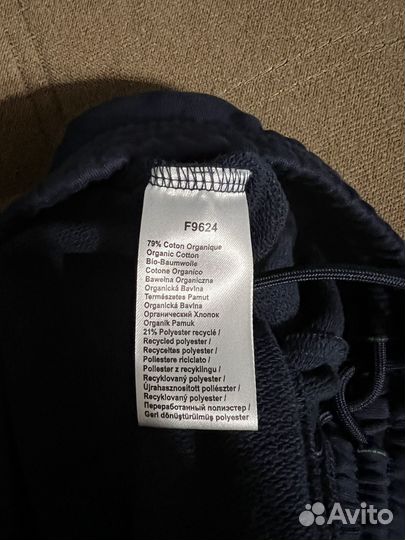 F9624
79% Coton Organique
Organic Cotton
Bio-Baumwolle
Cotone Organico
Bawełna Organiczna
Organická Bavlna
Természetes Pamut
Organická Bavlna
Органический Хлопок
Organik Pamuk
21% Polyester recyclé /
Recycled polyester /
Recyceltes polyester /
Poliestere riciclato /
Poliester z recyklingu /
Recyklovaný polyester /
Újrahasznosított poliészter /
Recyklovaný polyester /
Переработанный полиэстер /
Geri dönüştürülmüş polyester
Avito